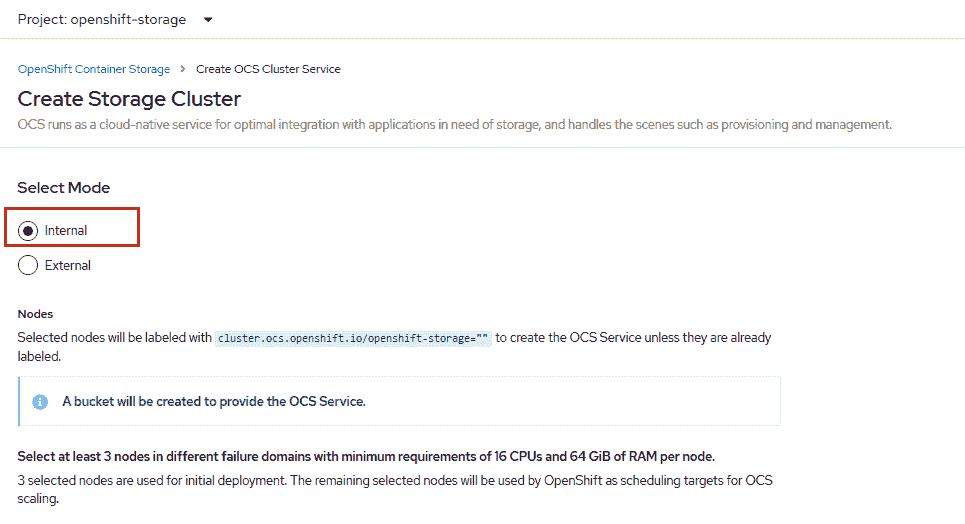 Project: openshift-storage
OpenShift Container Storage > Create OCS Cluster Service
Create Storage Cluster
OCS runs as a cloud-native service for optimal integration with applications in need of storage, and handles the scenes such as provisioning and management.
Select Mode
Internal
External
Nodes
Selected nodes will be labeled with cluster.ocs.openshift.io/openshift-storage="" to create the OCS Service unless they are already
labeled.
A bucket will be created to provide the OCS Service.
Select at least 3 nodes in different failure domains with minimum requirements of 16 CPUs and 64 GiB of RAM per node.
3 selected nodes are used for initial deployment. The remaining selected nodes will be used by OpenShift as scheduling targets for OCS
scaling.